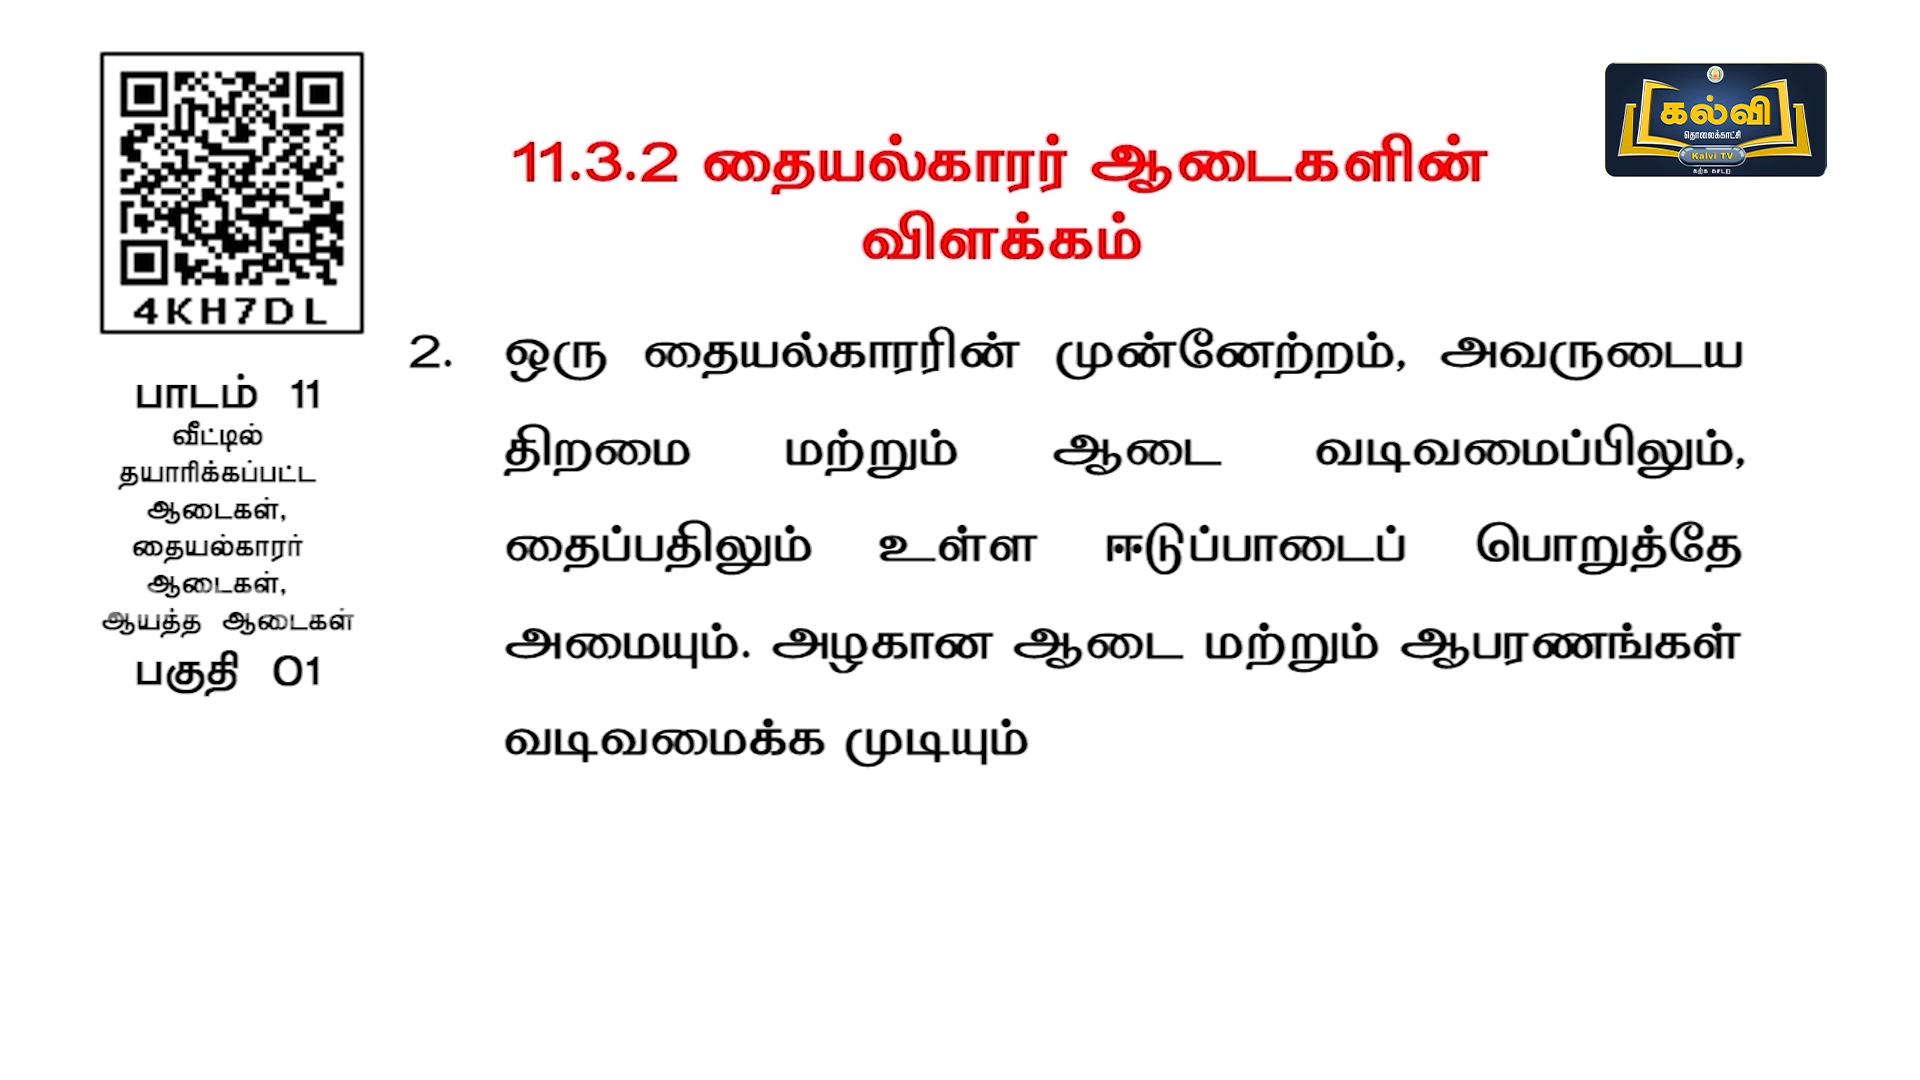 4KH7DL
பாடம் 11
வீட்டில்
தயாரிக்கப்பட்ட
ஆடைகள்,
தையல்காரர்
ஆடைகள்,
ஆயத்த ஆடைகள்
பகுதி 01
11.3.2 தையல்காரர் ஆடைகளின்
விளக்கம்
2. ஒரு தையல்காரரின் முன்னேற்றம், அவருடைய
திறமை மற்றும் ஆடை வடிவமைப்பிலும்,
தைப்பதிலும் உள்ள ஈடுப்பாடைப் பொறுத்தே
அமையும். அழகான ஆடை மற்றும் ஆபரணங்கள்
வடிவமைக்க முடியும்
கல்வி
தொலைக்காட்சி
Kalvi TV
கற்க கசடற